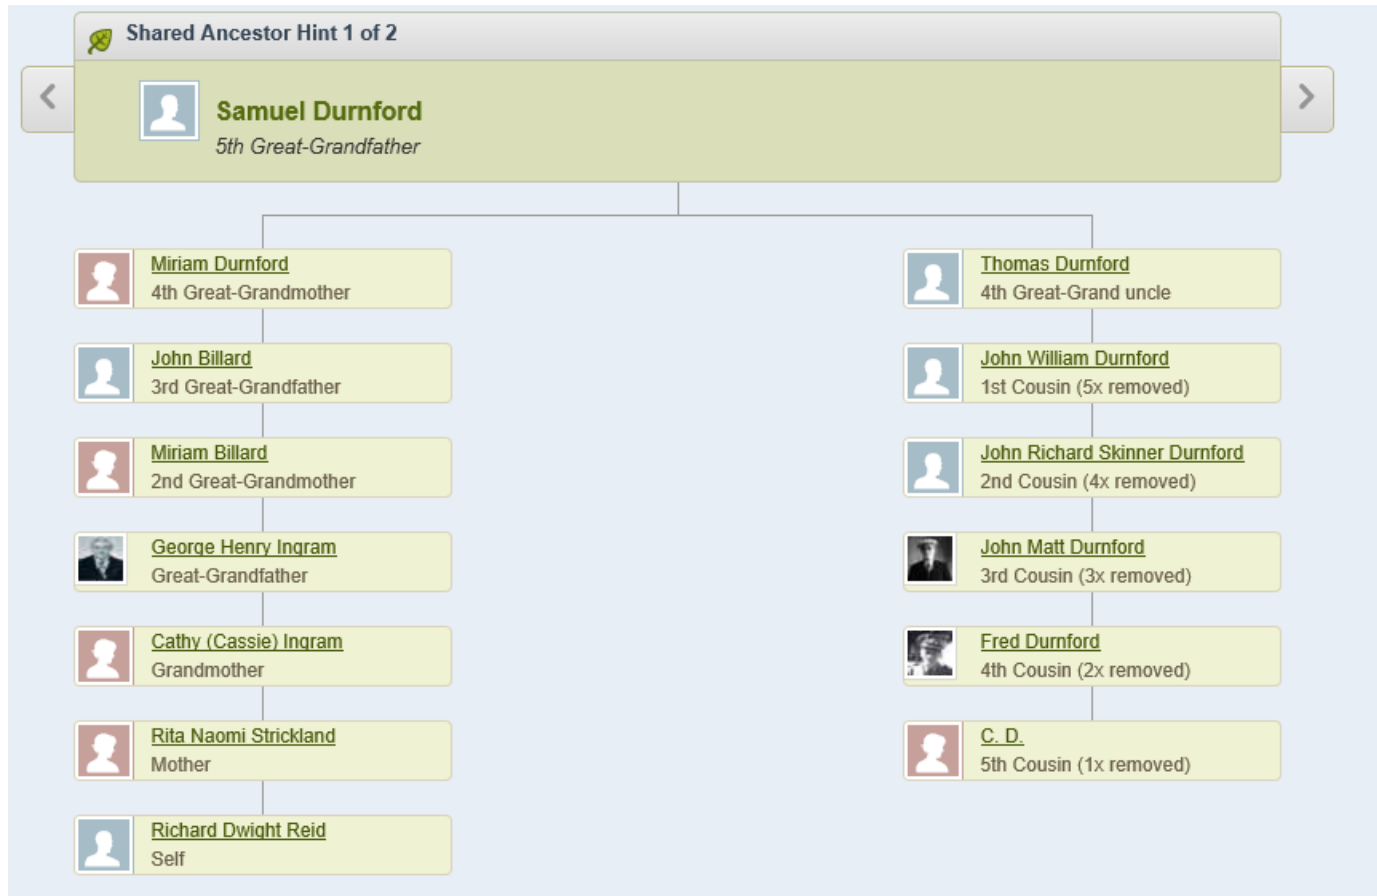 Shared Ancestor Hint 1 of 2
Samuel Durnford
5th Great-Grandfather
Miriam Durnford
4th Great-Grandmother
John Billard
3rd Great-Grandfather
Miriam Billard
2nd Great-Grandmother
George Henry Ingram
Great-Grandfather
Cathy (Cassie) Ingram
Grandmother
Rita Naomi Strickland
Mother
Richard Dwight Reid
Self
Thomas Durnford
4th Great-Grand uncle
John William Durnford
1st Cousin (5x removed)
John Richard Skinner Durnford
2nd Cousin (4x removed)
John Matt Durnford
3rd Cousin (3x removed)
Fred Durnford
4th Cousin (2x removed)
C. D.
5th Cousin (1x removed)